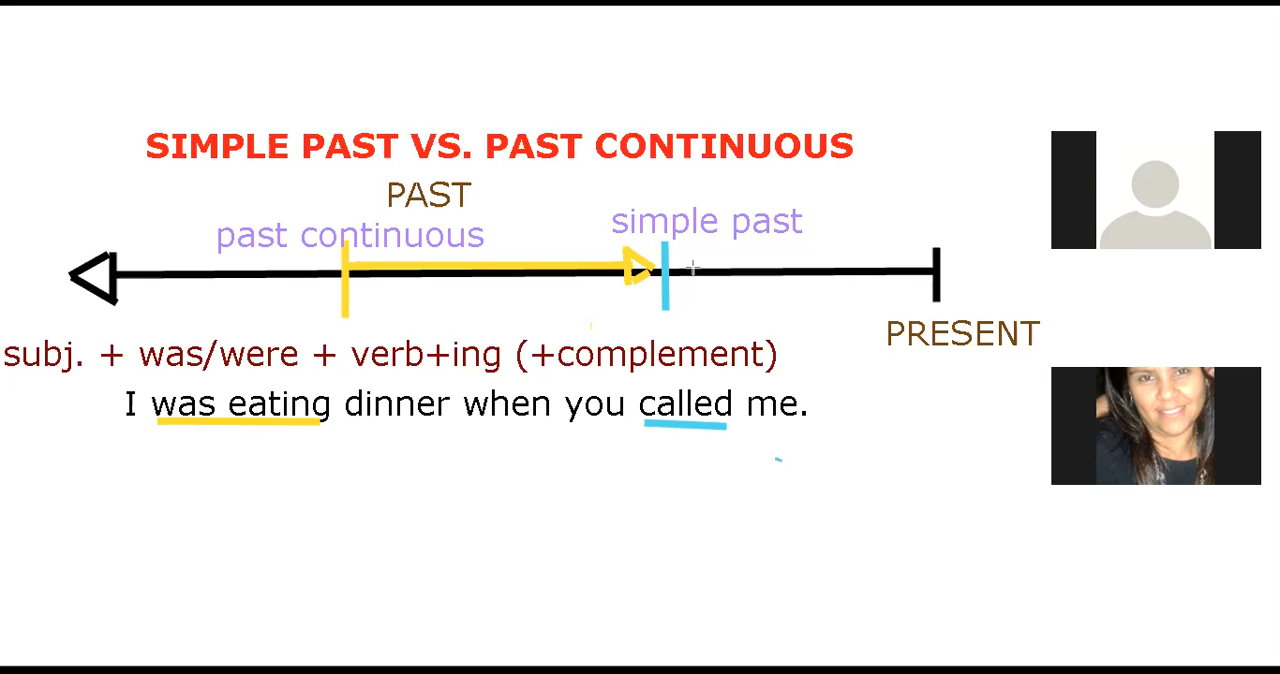 SIMPLE PAST VS. PAST CONTINUOUS
PAST
past continuous
simple past
PRESENT
subj. + was/were + verb+ing (+complement)
I was eating dinner when you called me.